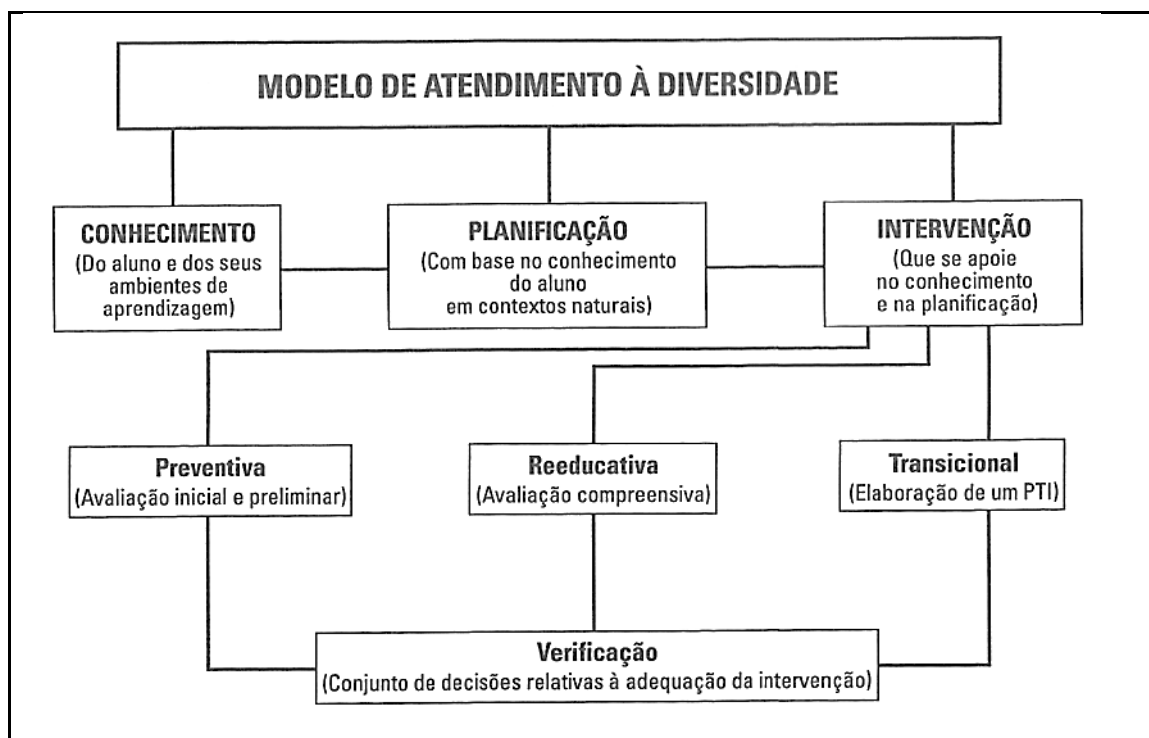 MODELO DE ATENDIMENTO À DIVERSIDADE
CONHECIMENTO
(Do aluno e dos seus
ambientes de
aprendizagem)
PLANIFICAÇÃO
(Com base no conhecimento
do aluno
em contextos naturais)
INTERVENÇÃO
(Que se apoie
no conhecimento
e na planificação)
Preventiva
(Avaliação inicial e preliminar)
Reeducativa
(Avaliação compreensiva)
Transicional
(Elaboração de um PTI)
Verificação
(Conjunto de decisões relativas à adequação da intervenção)